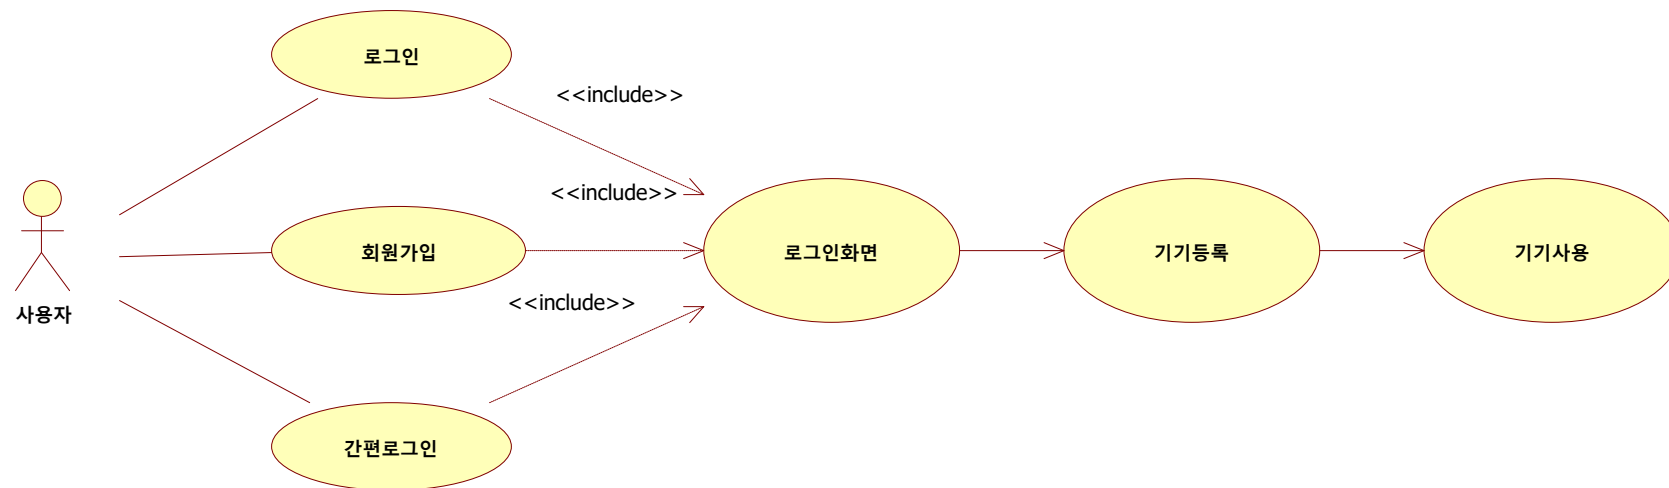 로그인
<<include>>
<<include>>
회원가입
로그인화면
기기등록
기기사용
사용자
<<include>>
간편로그인